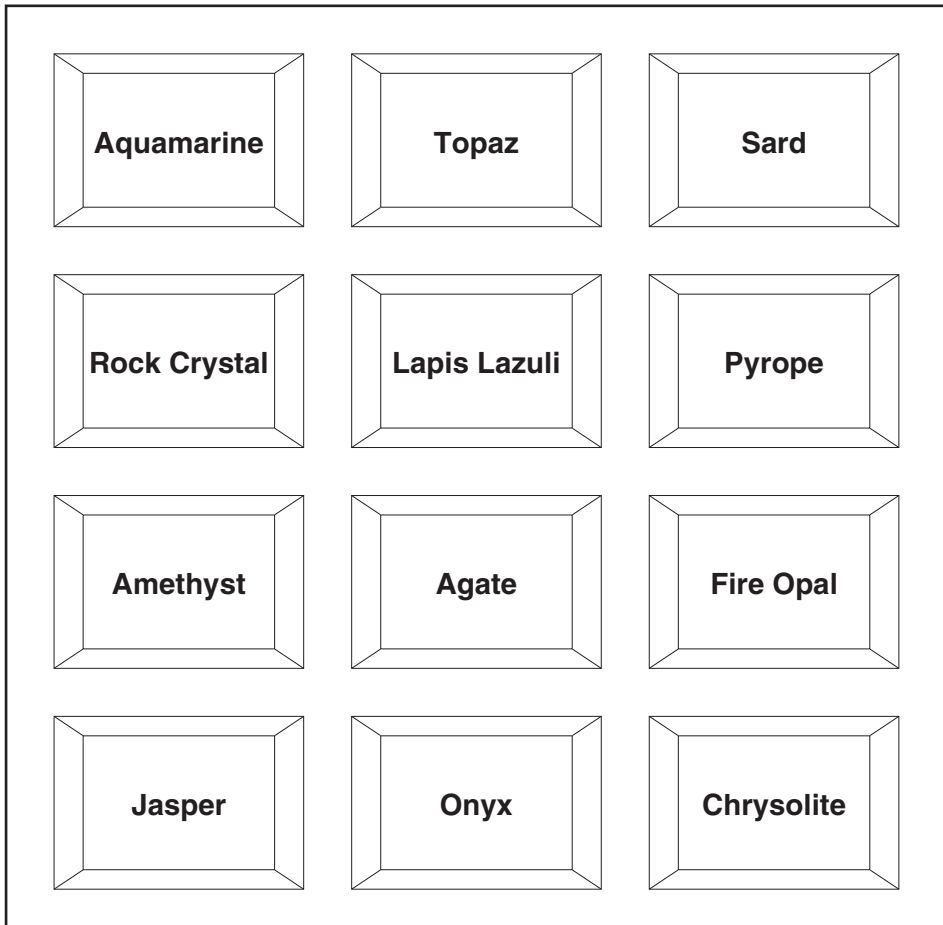 Aquamarine
Topaz
Sard
Rock Crystal
Lapis Lazuli
Pyrope
Amethyst
Agate
Fire Opal
Jasper
Onyx
Chrysolite